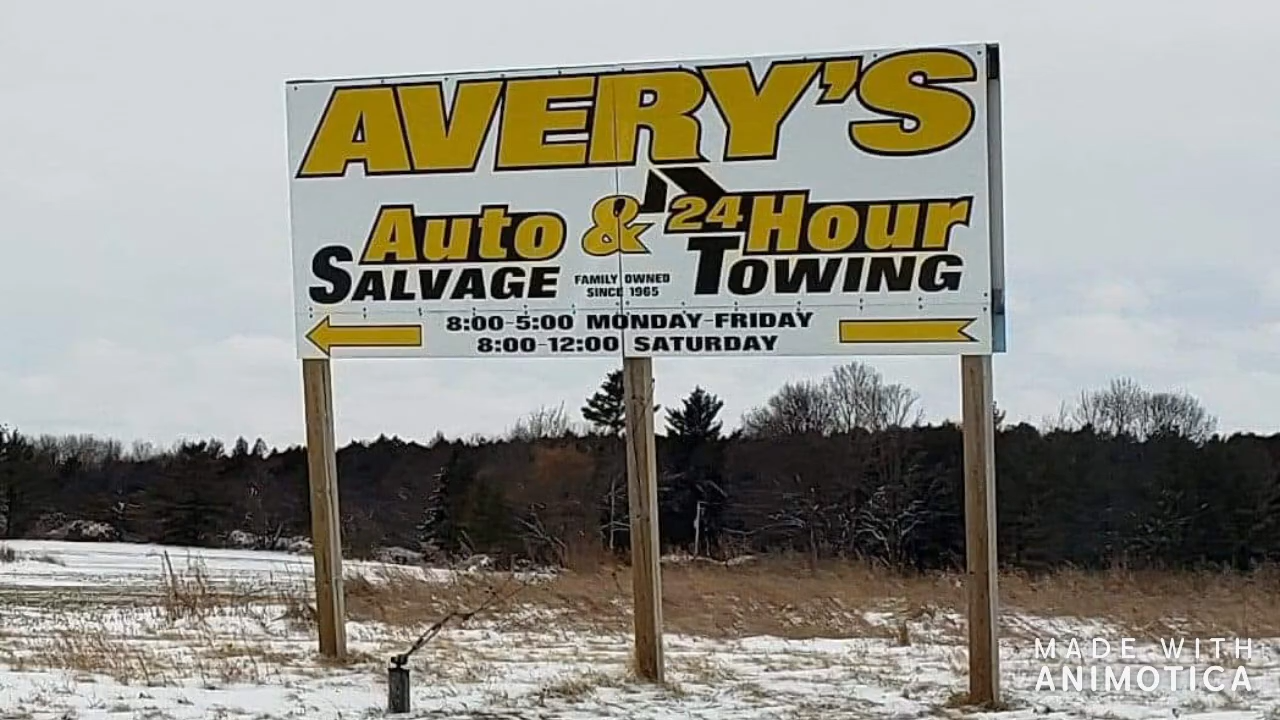 AVERY'S
Auto & 24 Hour
SALVAGE FAMILY OWNED SINCE 1965 TOWING
8:00-5:00 MONDAY-FRIDAY
8:00-12:00 SATURDAY
MADE WITH
ANIMOTICA